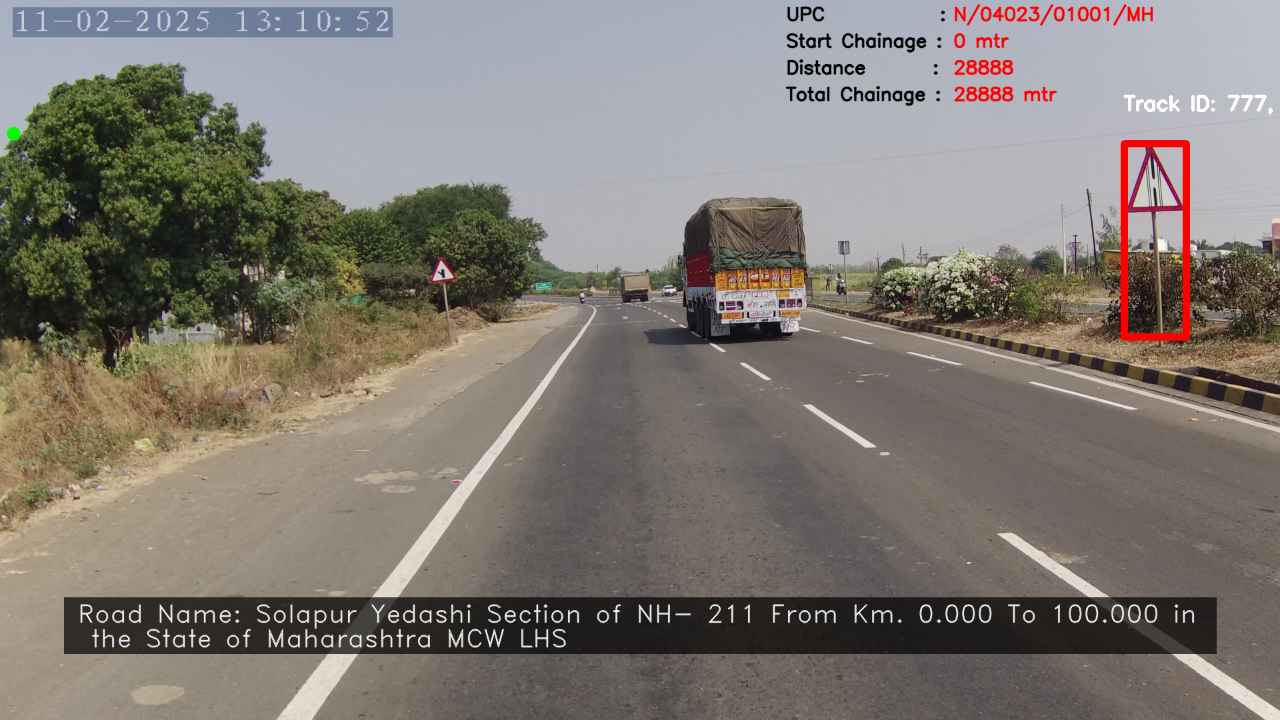 11-02-2025 13:10:52
UPC : N/04023/01001/MH
Start Chainage : 0 mtr
Distance : 28888
Total Chainage : 28888 mtr
Track ID: 777,
Road Name: Solapur Yedashi Section of NH- 211 From Km. 0.000 To 100.000 in
the State of Maharashtra MCW LHS